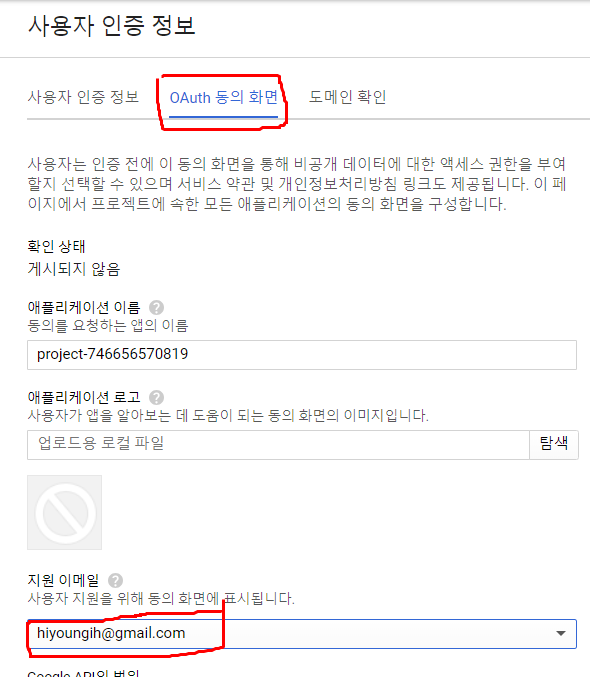 사용자 인증 정보
사용자 인증 정보 OAuth 동의 화면 도메인 확인
사용자는 인증 전에 이 동의 화면을 통해 비공개 데이터에 대한 액세스 권한을 부여
할지 선택할 수 있으며 서비스 약관 및 개인정보처리방침 링크도 제공됩니다. 이 페
이지에서 프로젝트에 속한 모든 애플리케이션의 동의 화면을 구성합니다.
확인 상태
게시되지 않음
애플리케이션 이름 ?
동의를 요청하는 앱의 이름
project-746656570819
애플리케이션 로고 ?
사용자가 앱을 알아보는 데 도움이 되는 동의 화면의 이미지입니다.
업로드용 로컬 파일 탐색
지원 이메일 ?
사용자 지원을 위해 동의 화면에 표시됩니다.
hiyoungih@gmail.com
Google API의 범위